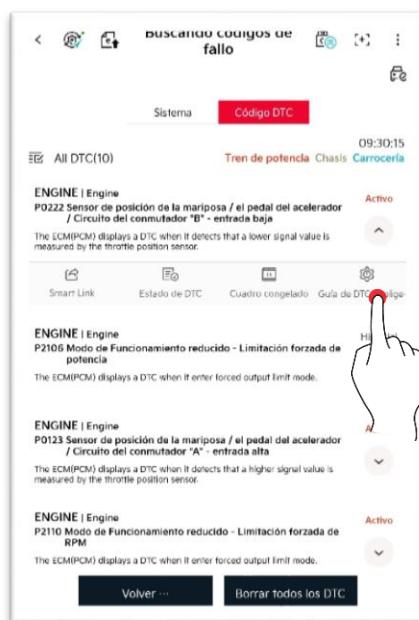 Buscando códigos de
fallo
Sistema
Código DTC
09:30:15
All DTC(10)
Tren de potencia Chasis Carrocería
ENGINE | Engine
P0222 Sensor de posición de la mariposa / el pedal del acelerador
/ Circuito del conmutador "B" - entrada baja
Activo
The ECM(PCM) displays a DTC when it detects that a lower signal value is
measured by the throttle position sensor.
Smart Link
Estado de DTC
Cuadro congelado
Guía de DTC
ENGINE | Engine
P2106 Modo de Funcionamiento reducido - Limitación forzada de
potencia
The ECM(PCM) displays a DTC when it enter forced output limit mode.
ENGINE | Engine
P0123 Sensor de posición de la mariposa / el pedal del acelerador
/ Circuito del conmutador "A" - entrada alta
The ECM(PCM) displays a DTC when it detects that a higher signal value is
measured by the throttle position sensor.
ENGINE | Engine
P2110 Modo de Funcionamiento reducido - Limitación forzada de
RPM
Activo
The ECM(PCM) displays a DTC when it enter forced output limit mode.
Volver ...
Borrar todos los DTC